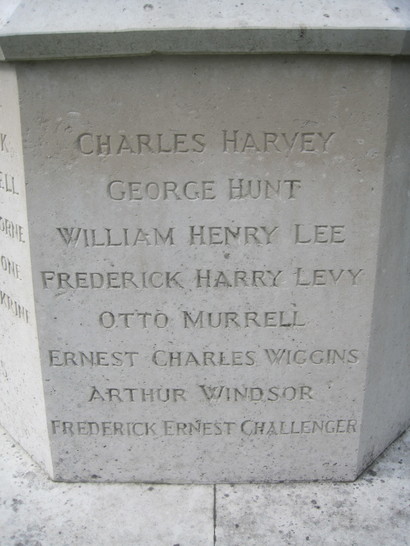 CHARLES HARVEY
GEORGE HUNT
WILLIAM HENRY LEE
FREDERICK HARRY LEVY
OTTO MURRELL
ERNEST CHARLES WIGGINS
ARTHUR WINDSOR
FREDERICK ERNEST CHALLENGER